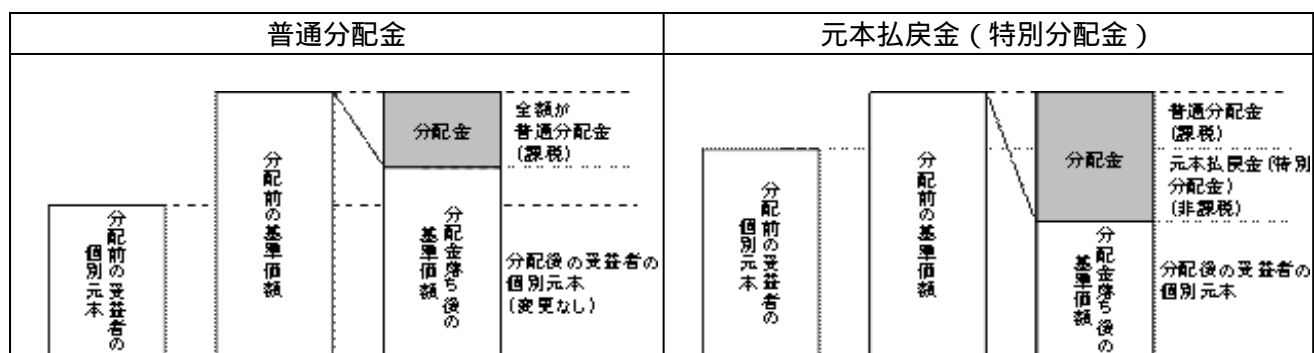 普通分配金
元本払戻金（特別分配金）
分配前の受益者の
個別元本
分配前の基準価額
分配金
分配金落ち後の
基準価額
全額が
普通分配金
(課税)
分配後の受益者の
個別元本
(変更なし)
分配前の受益者の
個別元本
分配前の基準価額
分配金
分配金落ち後の
基準価額
普通分配金
(課税)
元本払戻金(特別
分配金)
(非課税)
分配後の受益者の
個別元本